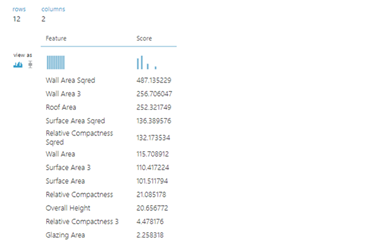 rows columns
12 2
Feature Score
view as
Wall Area Sqred 487.135229
Wall Area 3 256.706047
Roof Area 252.321749
Surface Area Sqred 136.389576
Relative Compactness
Sqred 132.173534
Wall Area 115.708912
Surface Area 3 110.417224
Surface Area 101.511794
Relative Compactness 21.085178
Overall Height 20.656772
Relative Compactness 3 4.478176
Glazing Area 2.258318